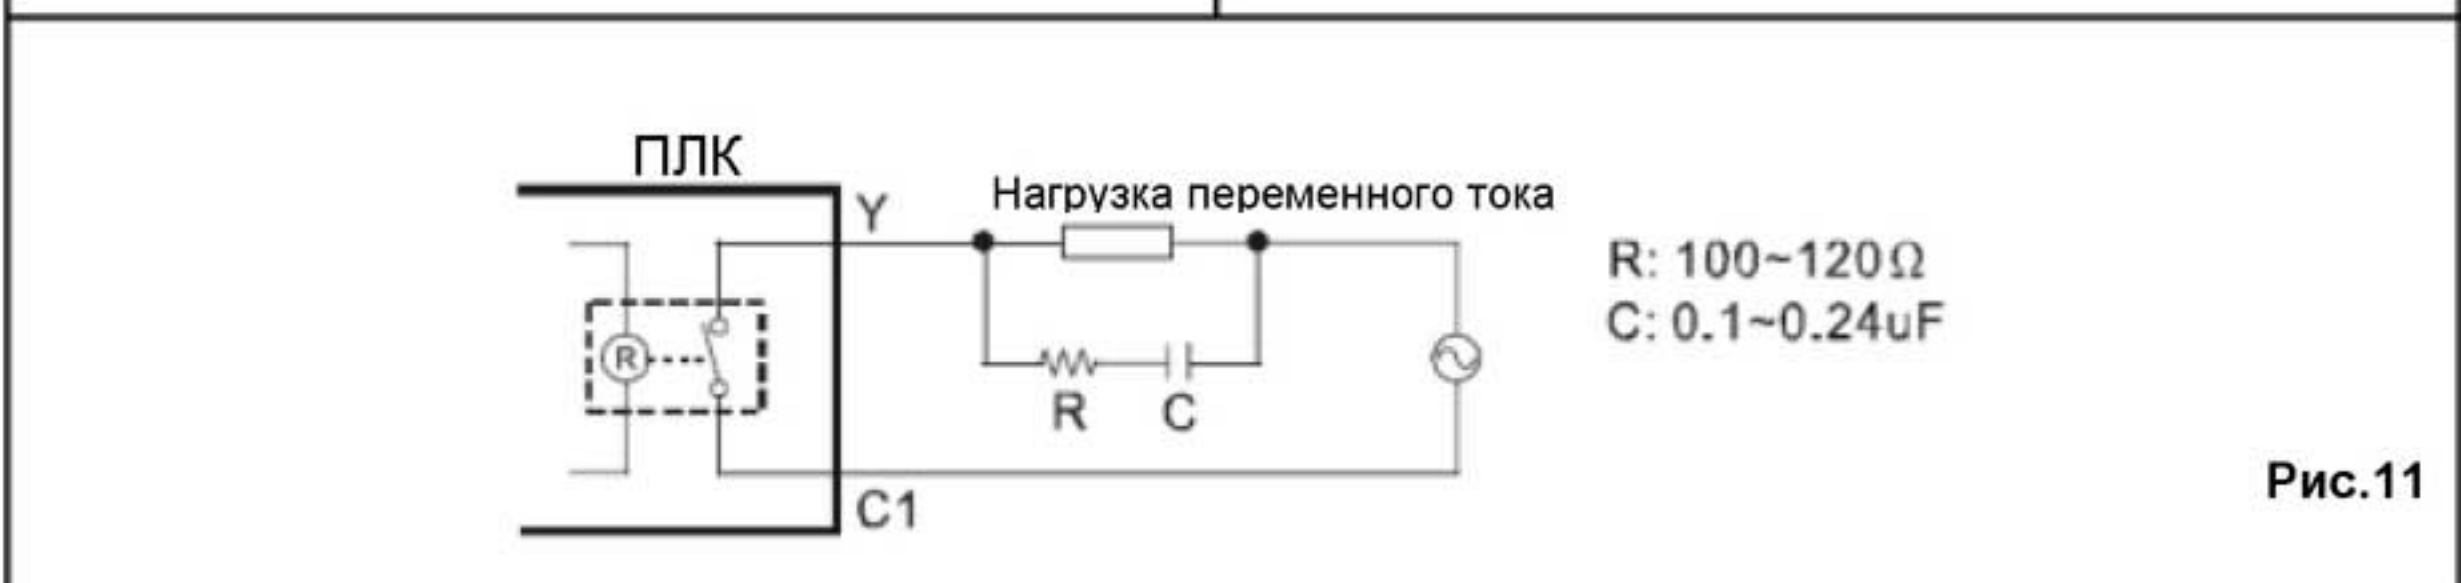 ПЛК
Y
Нагрузка переменного тока
R: 100~120Ω
C: 0.1~0.24uF
R
R
C
C1
Рис.11